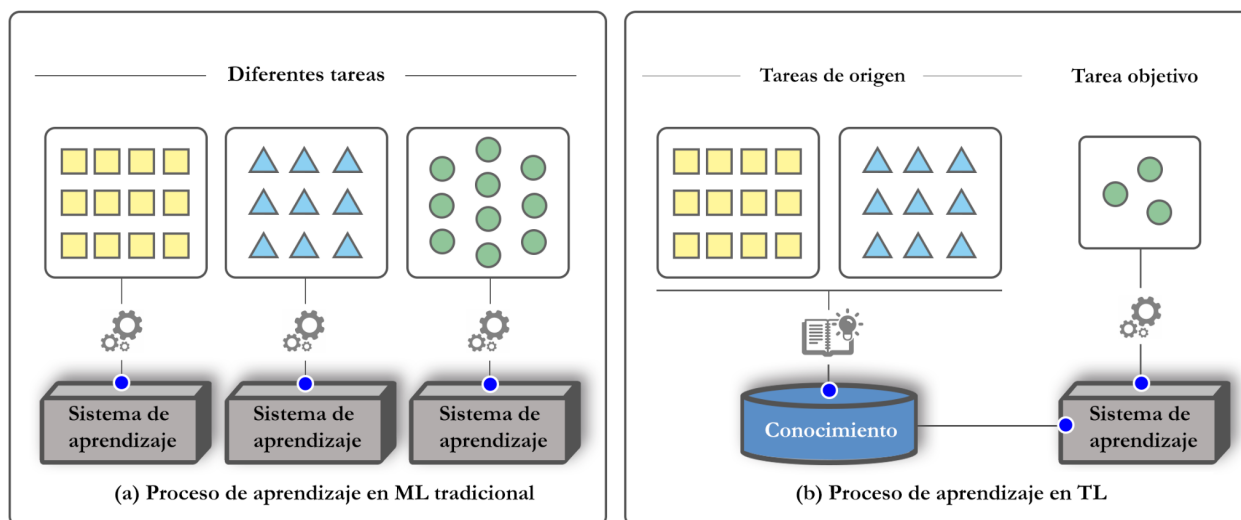 Diferentes tareas
Sistema de
aprendizaje
Sistema de
aprendizaje
Sistema de
aprendizaje
(a) Proceso de aprendizaje en ML tradicional
Tareas de origen
Tarea objetivo
Conocimiento
Sistema de
aprendizaje
(b) Proceso de aprendizaje en TL